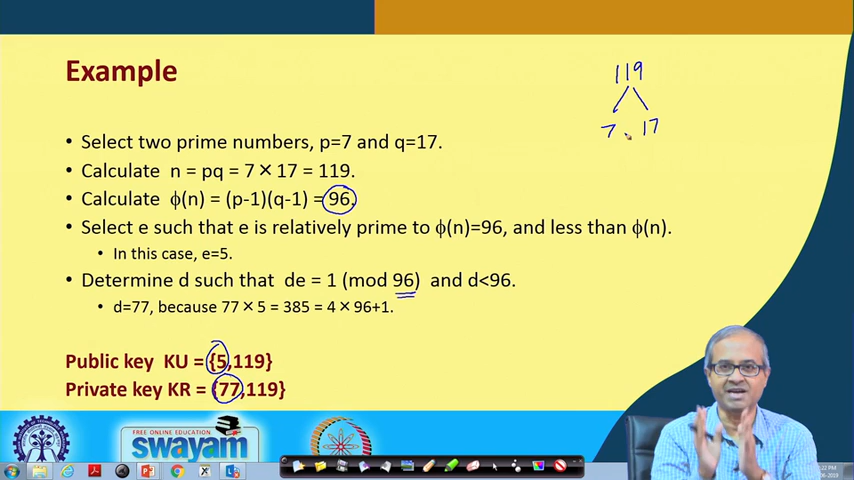 Example
119
7 . 17
• Select two prime numbers, p=7 and q=17.
• Calculate n = pq = 7 × 17 = 119.
• Calculate ϕ(n) = (p-1)(q-1) = 96.
• Select e such that e is relatively prime to ϕ(n)=96, and less than ϕ(n).
• In this case, e=5.
• Determine d such that de = 1 (mod 96) and d<96.
• d=77, because 77 × 5 = 385 = 4 × 96+1.
Public key KU = {5,119}
Private key KR = {77,119}
FREE ONLINE EDUCATION
swayam